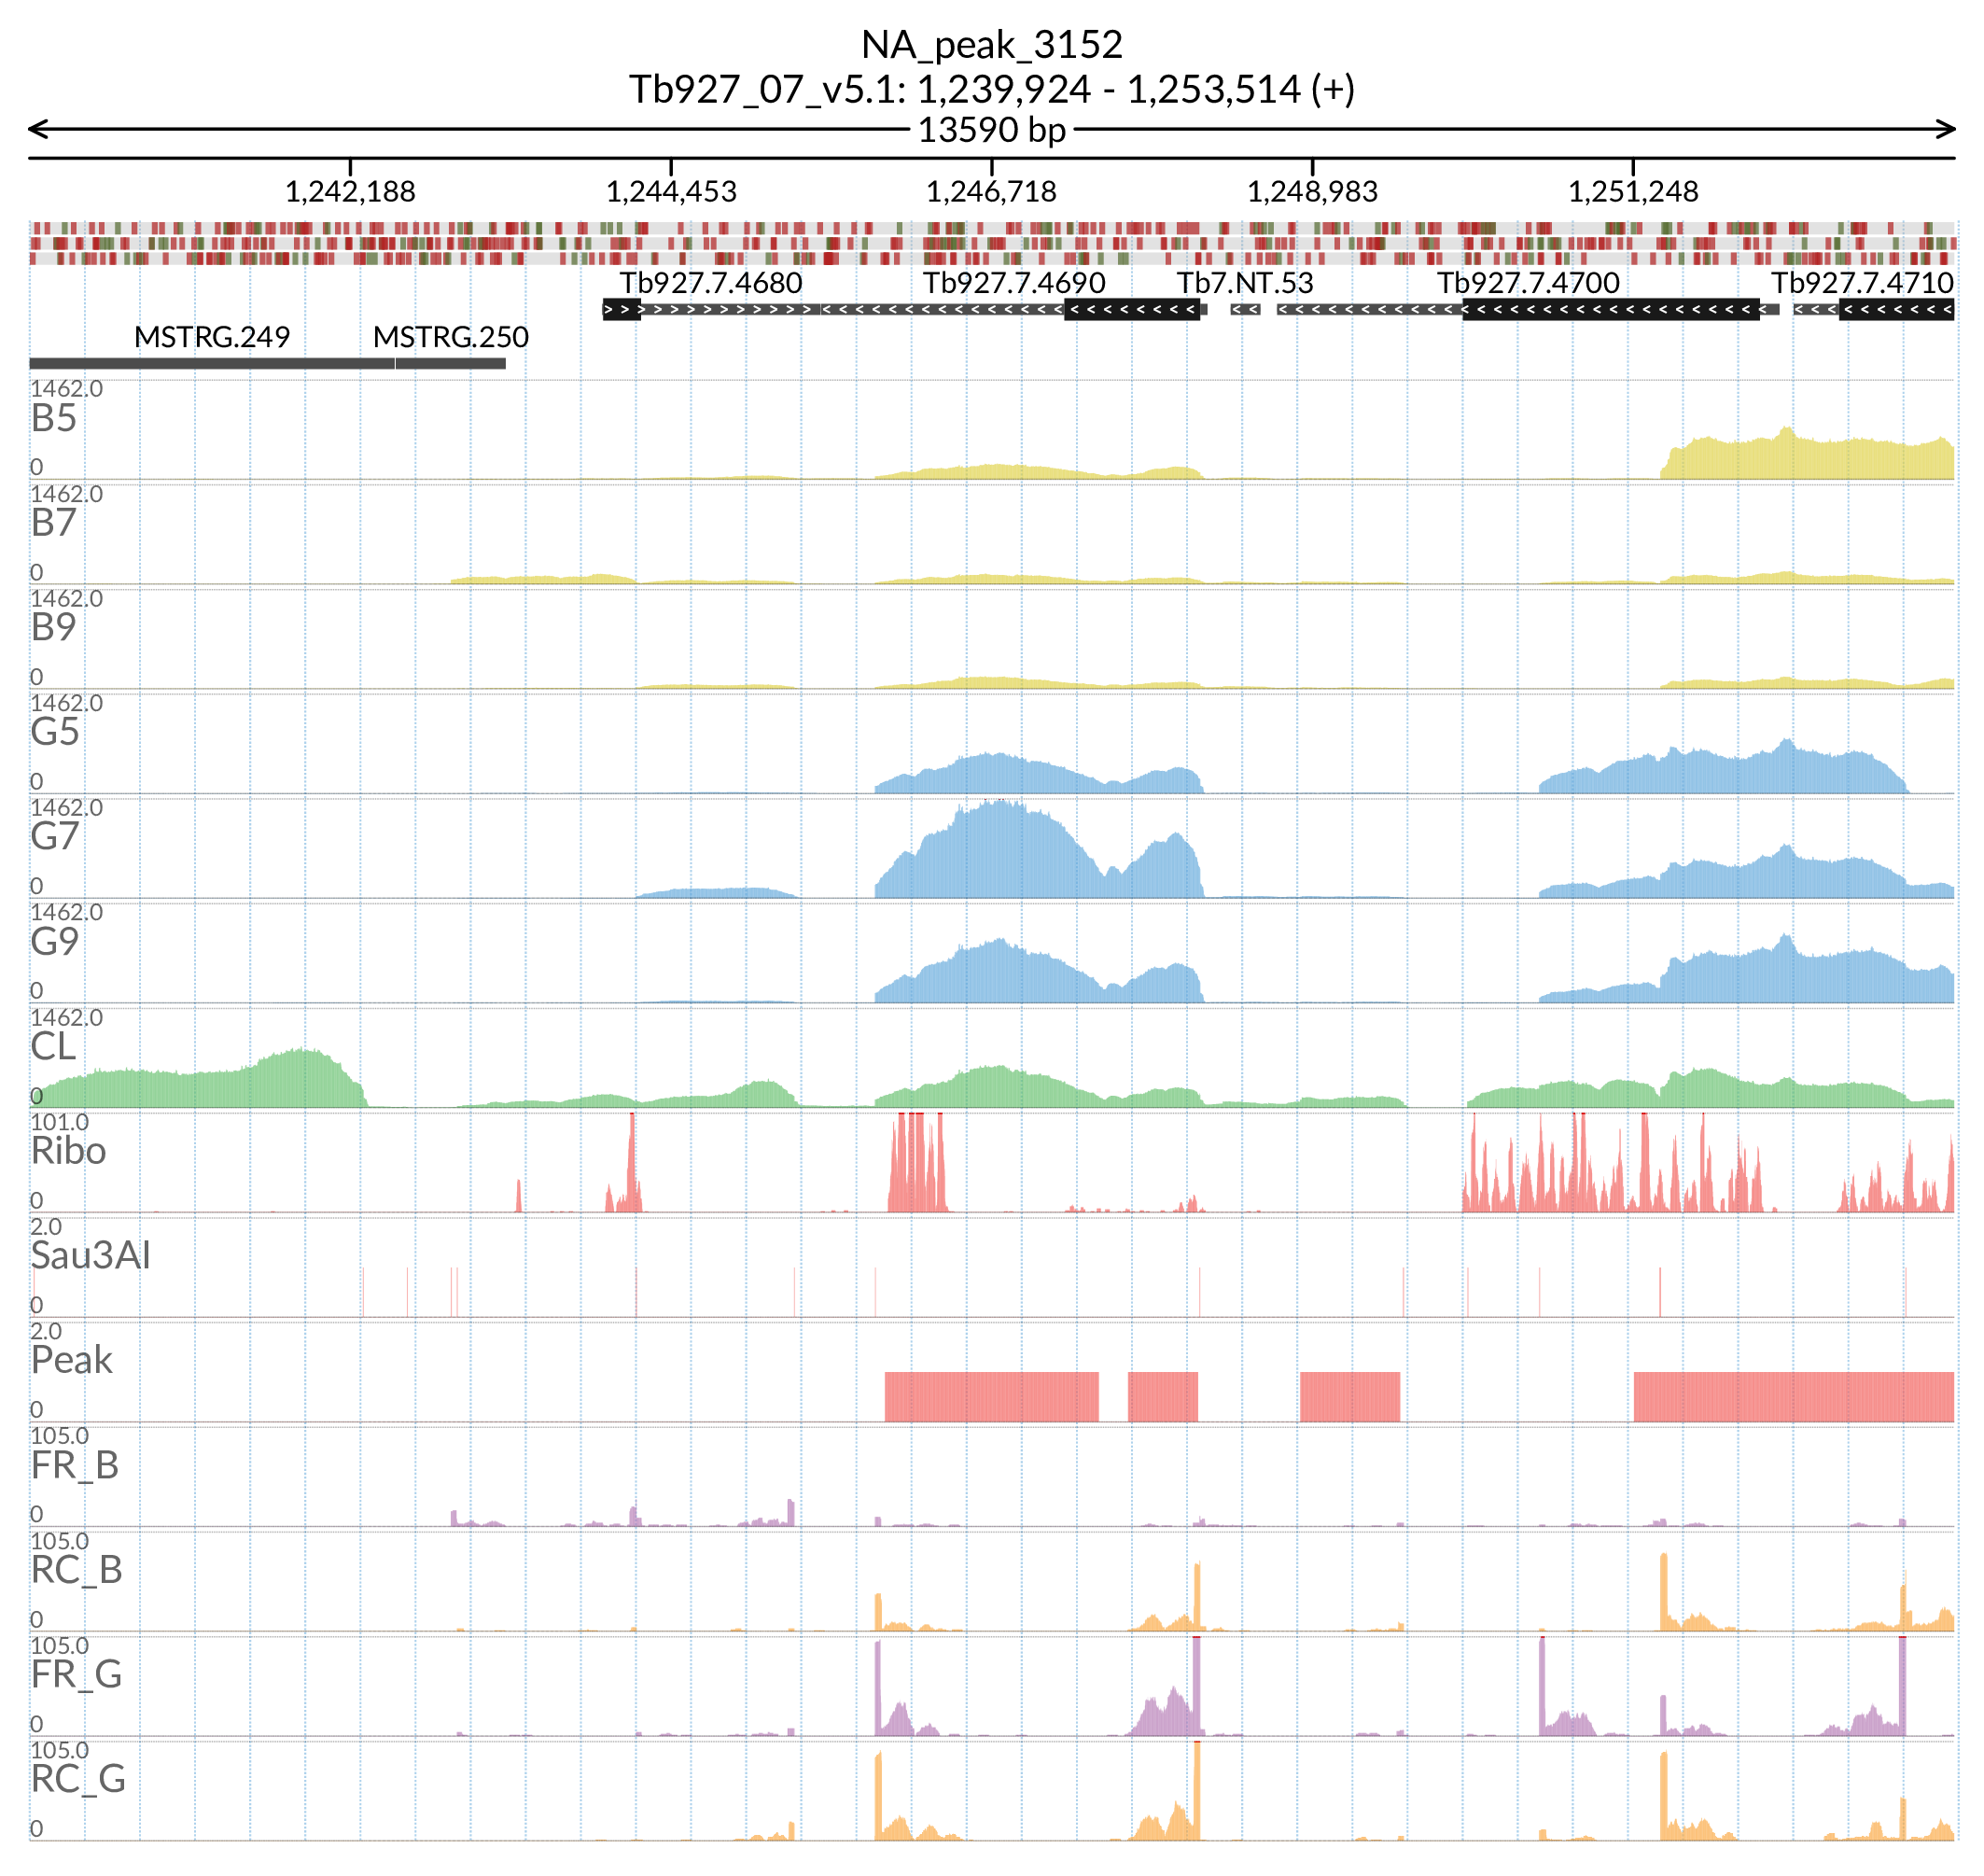 NA_peak_3152
Tb927_07_v5.1: 1,239,924 - 1,253,514 (+)
13590 bp
1,242,188 1,244,453 1,246,718 1,248,983 1,251,248
Tb927.7.4680 Tb927.7.4690 Tb7.NT.53 Tb927.7.4700 Tb927.7.4710
MSTRG.249 MSTRG.250
1462.0
B5
0
1462.0
B7
0
1462.0
B9
0
1462.0
G5
0
1462.0
G7
0
1462.0
G9
0
1462.0
CL
0
101.0
Ribo
0
2.0
Sau3AI
0
2.0
Peak
0
105.0
FR_B
0
105.0
RC_B
0
105.0
FR_G
0
105.0
RC_G
0